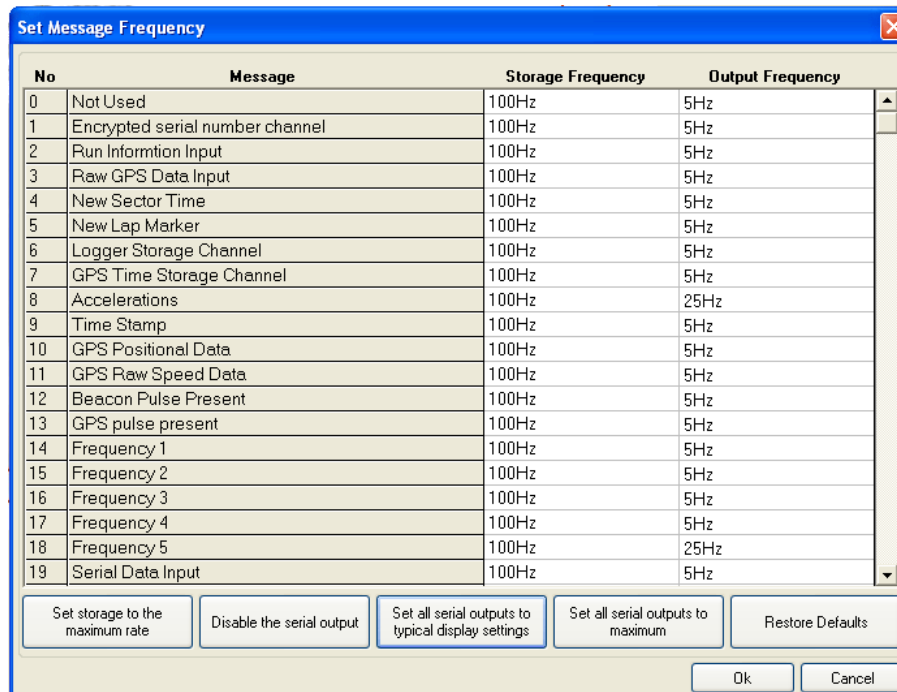 Set Message Frequency
No Message Storage Frequency Output Frequency
0 Not Used 100Hz 5Hz
1 Encrypted serial number channel 100Hz 5Hz
2 Run Informtion Input 100Hz 5Hz
3 Raw GPS Data Input 100Hz 5Hz
4 New Sector Time 100Hz 5Hz
5 New Lap Marker 100Hz 5Hz
6 Logger Storage Channel 100Hz 5Hz
7 GPS Time Storage Channel 100Hz 5Hz
8 Accelerations 100Hz 25Hz
9 Time Stamp 100Hz 5Hz
10 GPS Positional Data 100Hz 5Hz
11 GPS Raw Speed Data 100Hz 5Hz
12 Beacon Pulse Present 100Hz 5Hz
13 GPS pulse present 100Hz 5Hz
14 Frequency 1 100Hz 5Hz
15 Frequency 2 100Hz 5Hz
16 Frequency 3 100Hz 5Hz
17 Frequency 4 100Hz 5Hz
18 Frequency 5 100Hz 25Hz
19 Serial Data Input 100Hz 5Hz
Set storage to the
maximum rate
Disable the serial output
Set all serial outputs to
typical display settings
Set all serial outputs to
maximum
Restore Defaults
Ok
Cancel